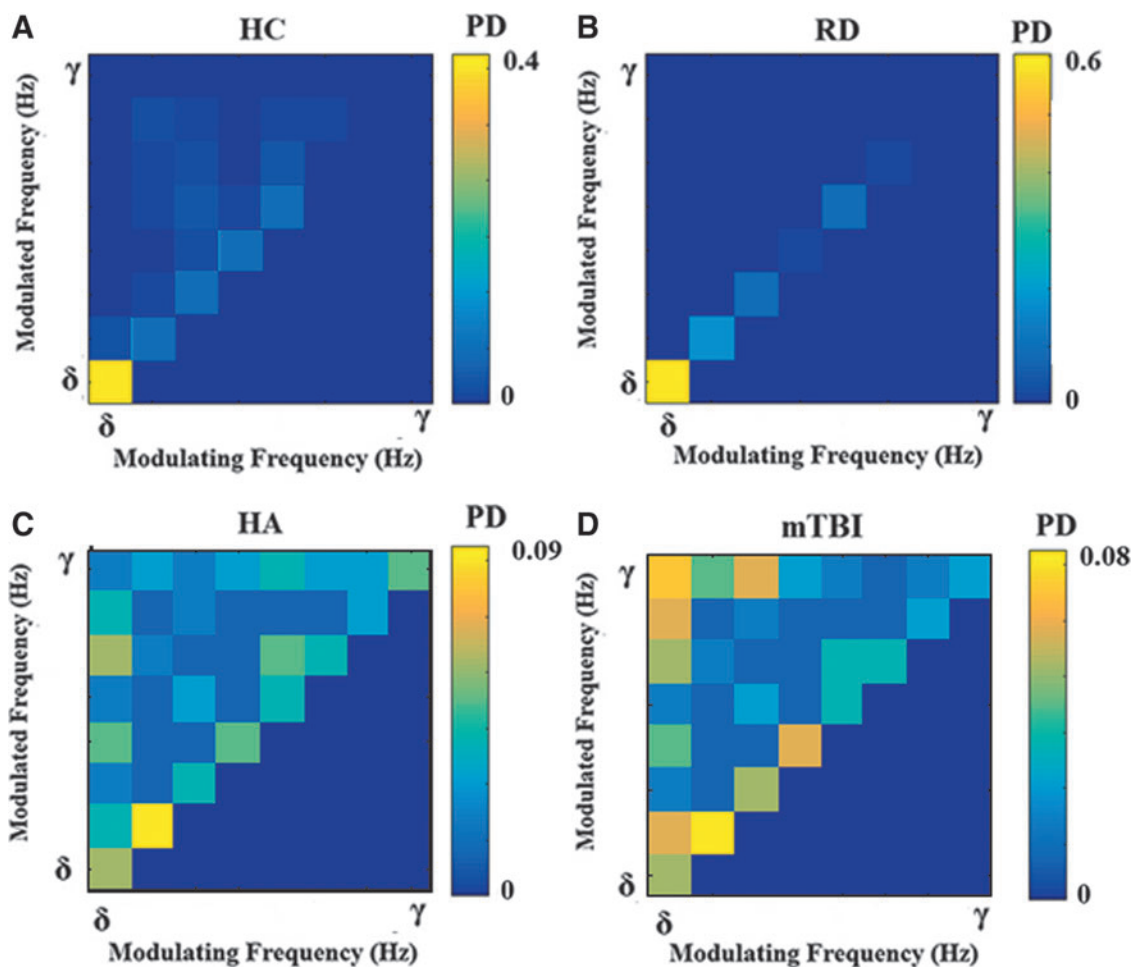 A
HC
PD
γ
0.4
Modulated Frequency (Hz)
δ
0
δ
γ
Modulating Frequency (Hz)
B
RD
PD
γ
0.6
Modulated Frequency (Hz)
δ
0
δ
γ
Modulating Frequency (Hz)
C
HA
PD
γ
0.09
Modulated Frequency (Hz)
δ
0
δ
γ
Modulating Frequency (Hz)
D
mTBI
PD
γ
0.08
Modulated Frequency (Hz)
δ
0
δ
γ
Modulating Frequency (Hz)